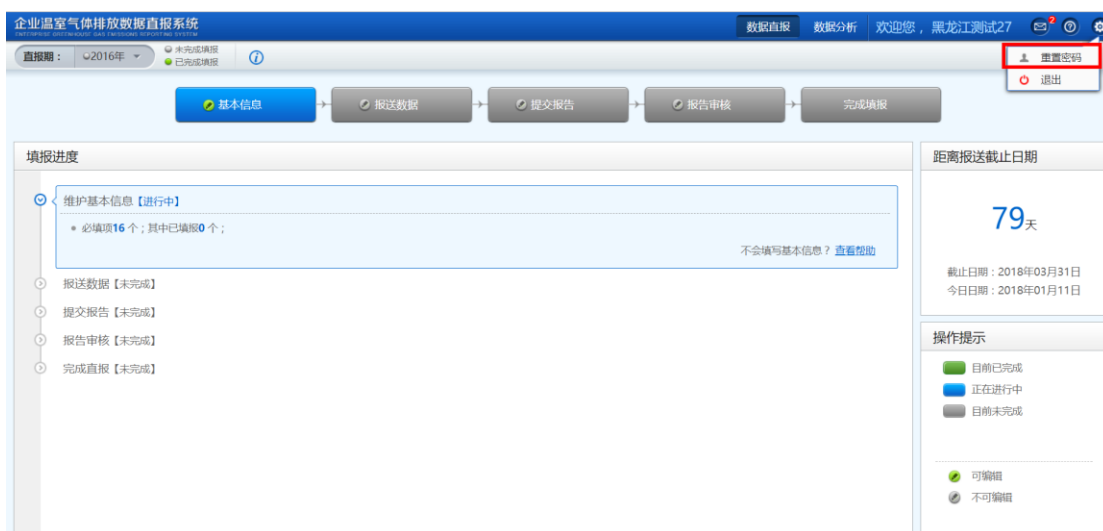 企业温室气体排放数据直报系统
ENTERPRISE GREENHOUSE GAS EMISSIONS REPORTING SYSTEM
数据直报 数据分析 欢迎您，黑龙江测试27 2
直报期： 2016年 未完成填报
已完成填报
重置密码
退出
基本信息 报送数据 提交报告 报告审核 完成填报
填报进度
维护基本信息【进行中】
必填项16 个；其中已填报0 个；
不会填写基本信息？ 查看帮助
报送数据【未完成】
提交报告【未完成】
报告审核【未完成】
完成直报【未完成】
距离报送截止日期
79天
截止日期：2018年03月31日
今日日期：2018年01月11日
操作提示
目前已完成
正在进行中
目前未完成
可编辑
不可编辑